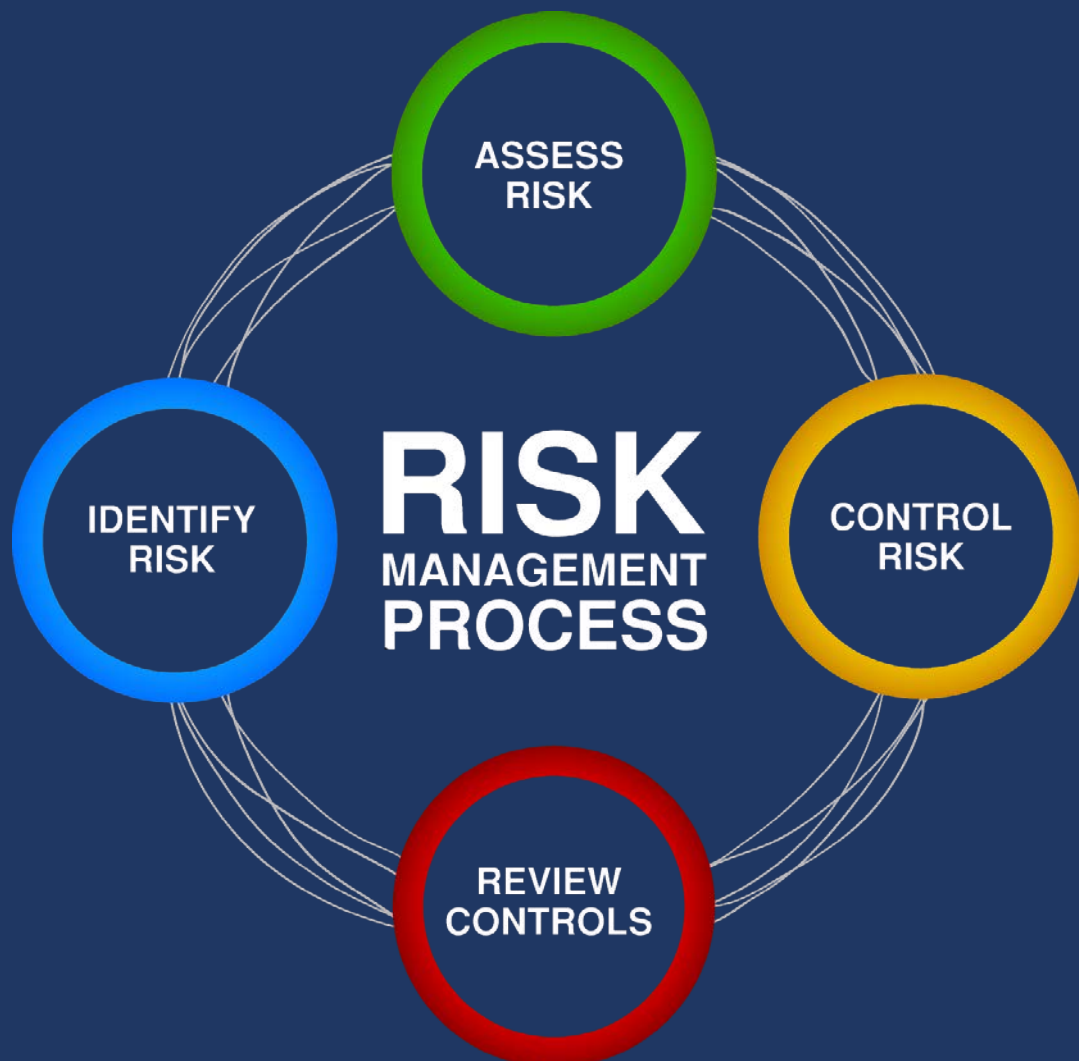 ASSESS
RISK
IDENTIFY
RISK
RISK
MANAGEMENT
PROCESS
CONTROL
RISK
REVIEW
CONTROLS